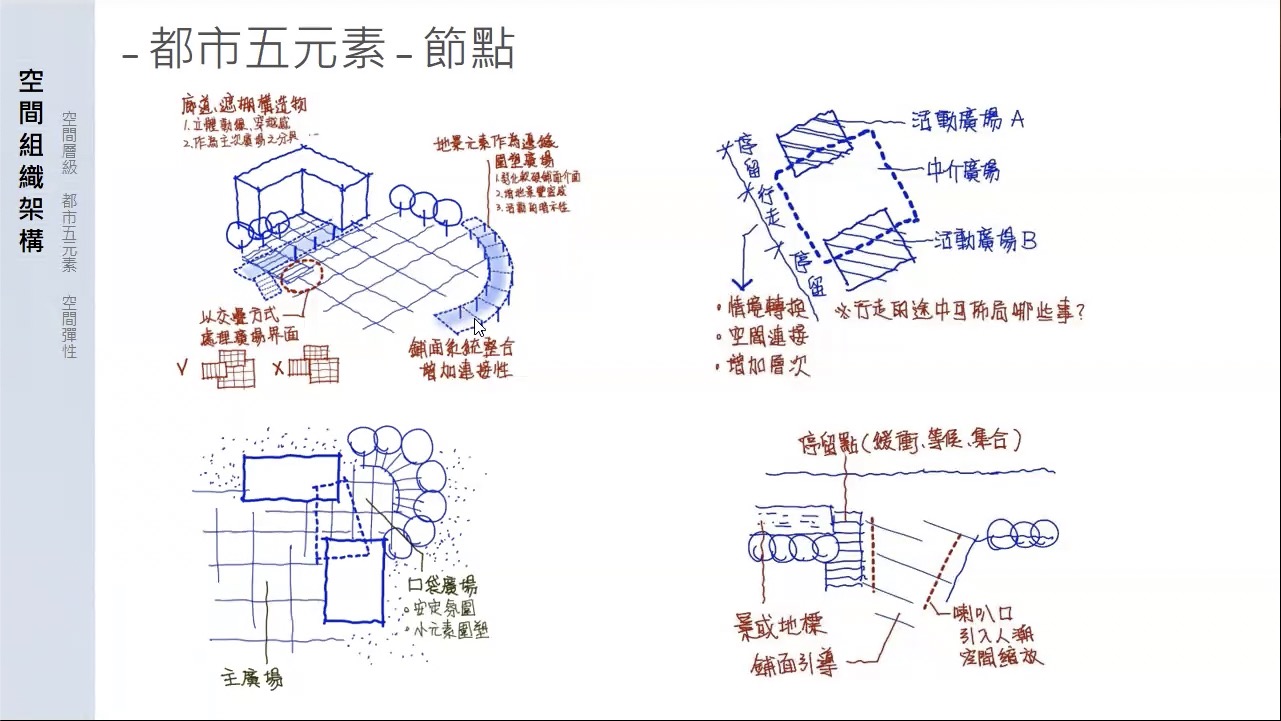 空間組織架構
空間層級 都市五元素 空間彈性
–都市五元素–節點
廊道、遮棚構造物
1.立體動線、穿越感
2.作為主次廣場之分界
地景元素作為邊緣
圍塑廣場
1.弱化軟硬鋪面介面
2.增地景豐富感
3.活動的暗示性
以交疊方式
處理廣場界面
V
X
鋪面系統整合
增加連接性
停留
行走
停留
活動廣場 A
中介廣場
活動廣場 B
・情境轉換
・空間連接
・增加層次
※行走的途中可佈局哪些事?
口袋廣場
。安定氛圍
。小元素圍塑
主廣場
停留點(緩衝、等候、集合)
景或地標
鋪面引導
喇叭口
引入人潮
空間縮放